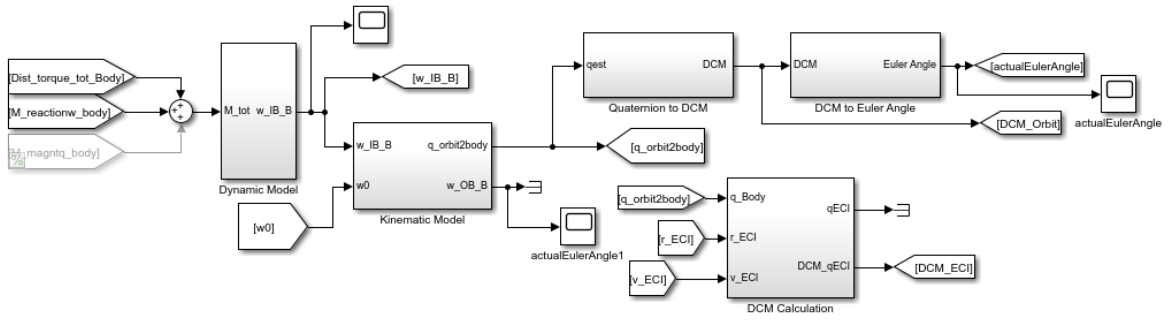 [Dist_torque_tot_Body]
[M_reactionw_body]
[M_magntq_body]
%
+
+
+
M_tot
w_IB_B
Dynamic Model
[w_IB_B]
[w0]
w_IB_B
w0
q_orbit2body
w_OB_B
Kinematic Model
actualEulerAngle1
qest
DCM
Quaternion to DCM
[q_orbit2body]
DCM
Euler Angle
DCM to Euler Angle
[actualEulerAngle]
actualEulerAngle
[DCM_Orbit]
[q_orbit2body]
[r_ECI]
[v_ECI]
q_Body
r_ECI
v_ECI
qECI
DCM_qECI
DCM Calculation
[DCM_ECI]